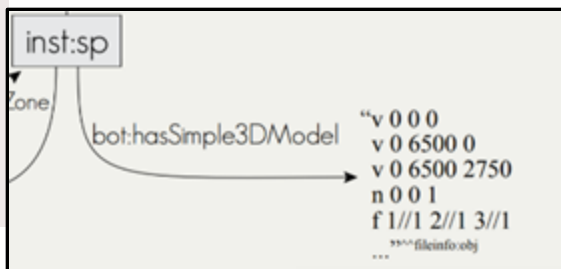 inst:sp
Zone
bot:hasSimple3DModel
“v 0 0 0
v 0 6500 0
v 0 6500 2750
n 0 0 1
f 1//1 2//1 3//1
...”^^fileinfo:obj